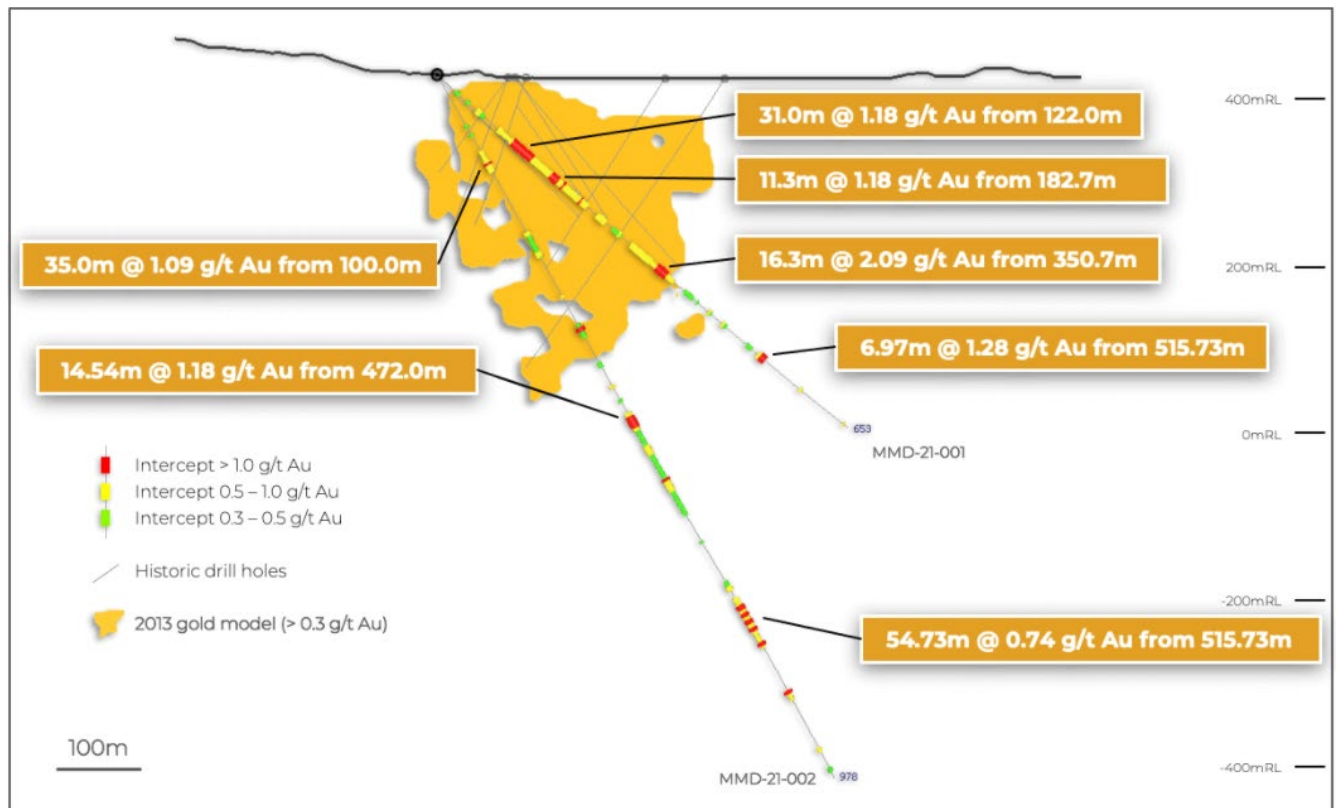 400mRL
31.0m @ 1.18 g/t Au from 122.0m
11.3m @ 1.18 g/t Au from 182.7m
35.0m @ 1.09 g/t Au from 100.0m
16.3m @ 2.09 g/t Au from 350.7m
200mRL
6.97m @ 1.28 g/t Au from 515.73m
14.54m @ 1.18 g/t Au from 472.0m
653
0mRL
MMD-21-001
Intercept > 1.0 g/t Au
Intercept 0.5 – 1.0 g/t Au
Intercept 0.3 – 0.5 g/t Au
Historic drill holes
2013 gold model (> 0.3 g/t Au)
-200mRL
54.73m @ 0.74 g/t Au from 515.73m
100m
MMD-21-002
978
-400mRL